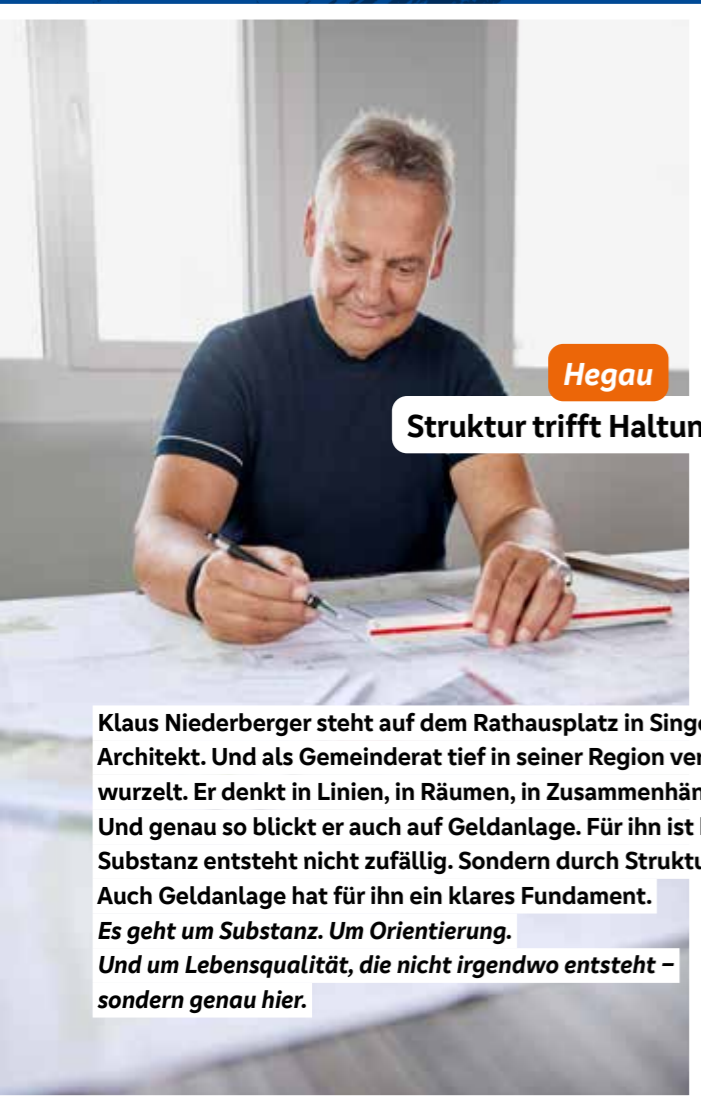 Hegau
Struktur trifft Haltun
Klaus Niederberger steht auf dem Rathausplatz in Singe
Architekt. Und als Gemeinderat tief in seiner Region ver
wurzelt. Er denkt in Linien, in Räumen, in Zusammenhän
Und genau so blickt er auch auf Geldanlage. Für ihn ist
Substanz entsteht nicht zufällig. Sondern durch Struktu
Auch Geldanlage hat für ihn ein klares Fundament.
Es geht um Substanz. Um Orientierung.
Und um Lebensqualität, die nicht irgendwo entsteht –
sondern genau hier.